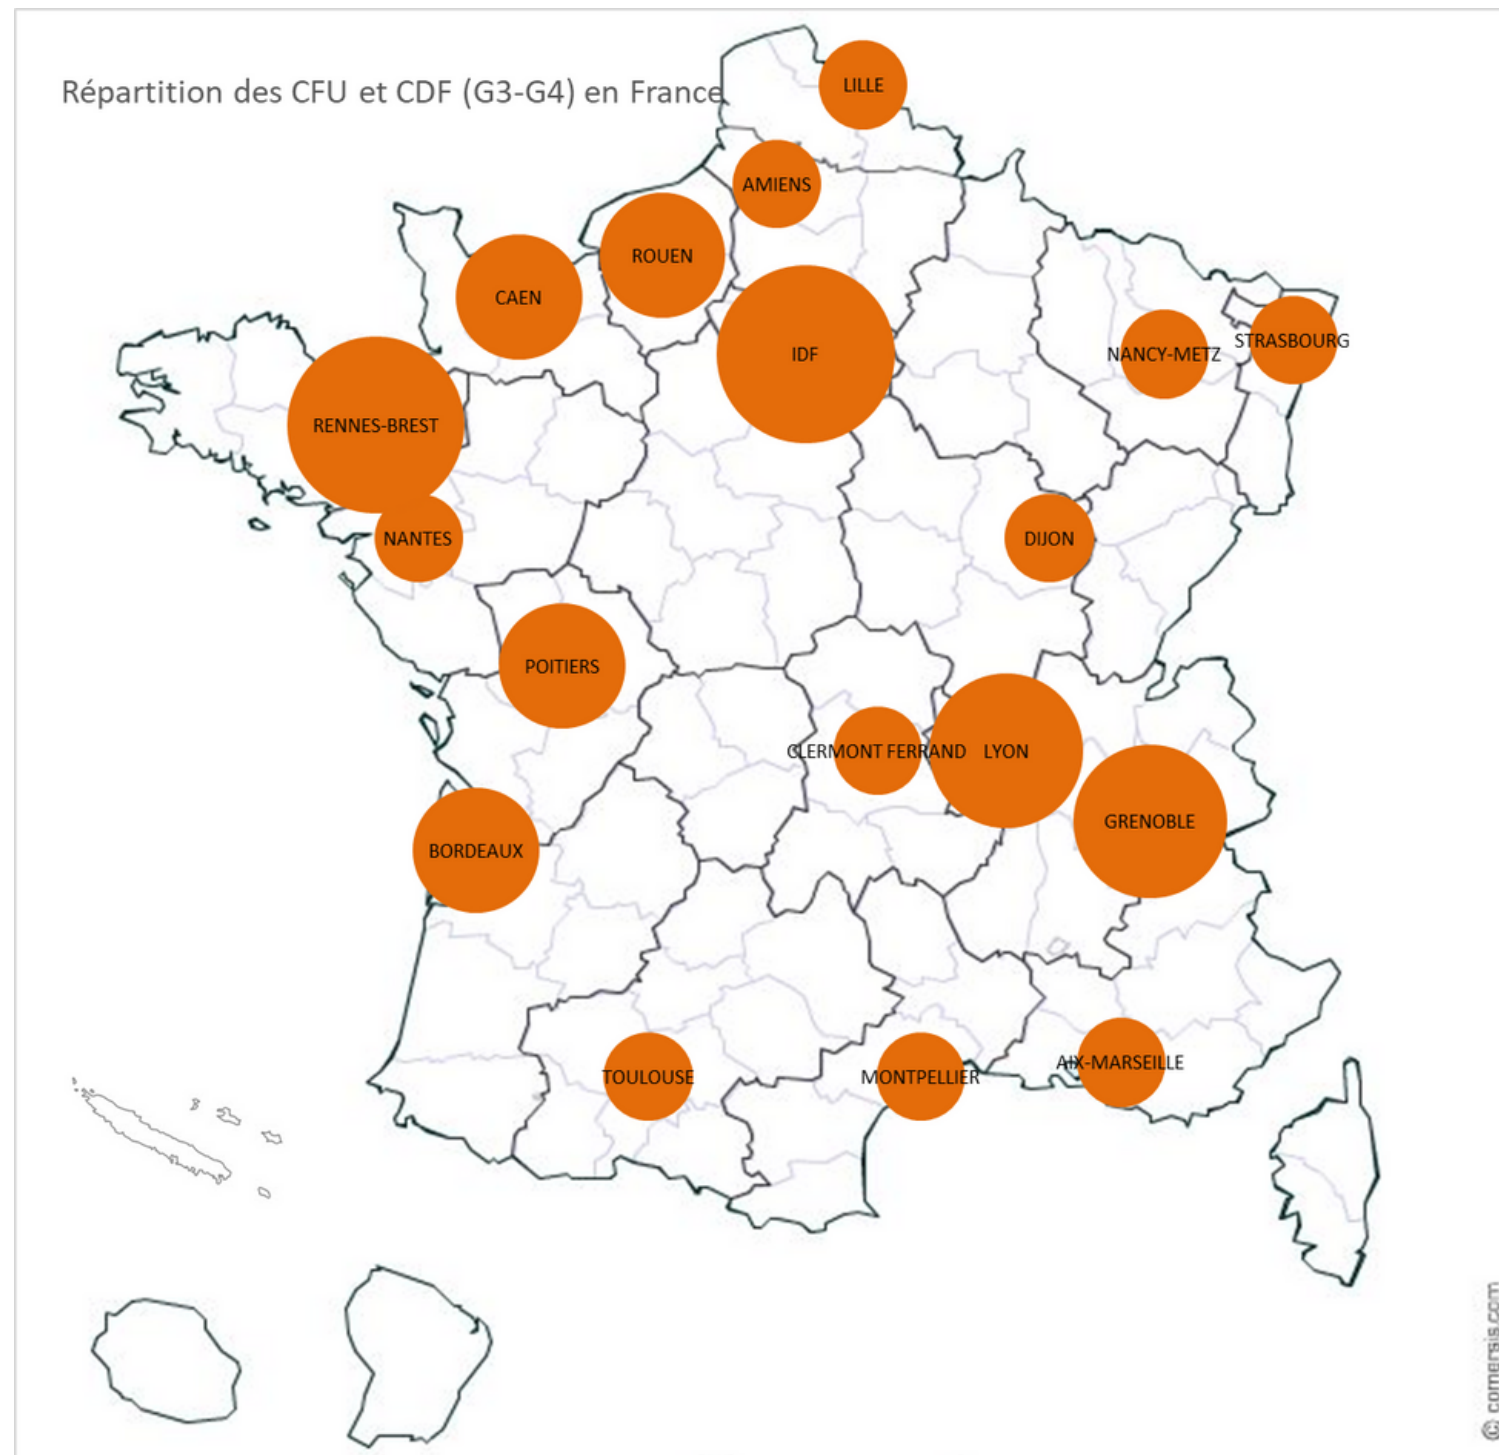 Répartition des CFU et CDF (G3-G4) en France
LILLE
AMIENS
ROUEN
CAEN
IDF
STRASBOURG
NANCY-METZ
RENNES-BREST
NANTES
DIJON
POITIERS
CLERMONT FERRAND
LYON
GRENOBLE
BORDEAUX
AIX-MARSEILLE
TOULOUSE
MONTPELLIER
© comersis.com